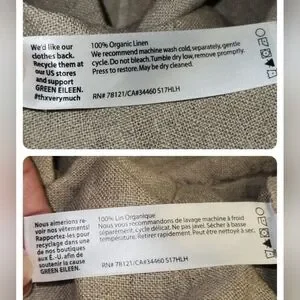 We'd like our
clothes back.
Recycle them at
our US stores
and support
GREEN EILEEN.
#thxverymuch
100% Organic Linen
We recommend machine wash cold, separately, gentle
cycle. Do not bleach. Tumble dry low, remove promptly.
Press to restore. May be dry cleaned.
RN# 78121/CA#34460 S17HLH
Nous aimerions re-
voir nos vêtements!
Rapportez-les pour
recyclage dans une
de nos boutiques
aux É.-U. afin de
soutenir la cause
GREEN EILEEN.
100% Lin Organique
Nous vous recommandons de lavage machine à froid
séparément, cycle délicat. Ne pas javel. Sécher à basse
température. Retirer rapidement. Peut être nettoyé à sec.
RN# 78121/CA#34460 S17HLH